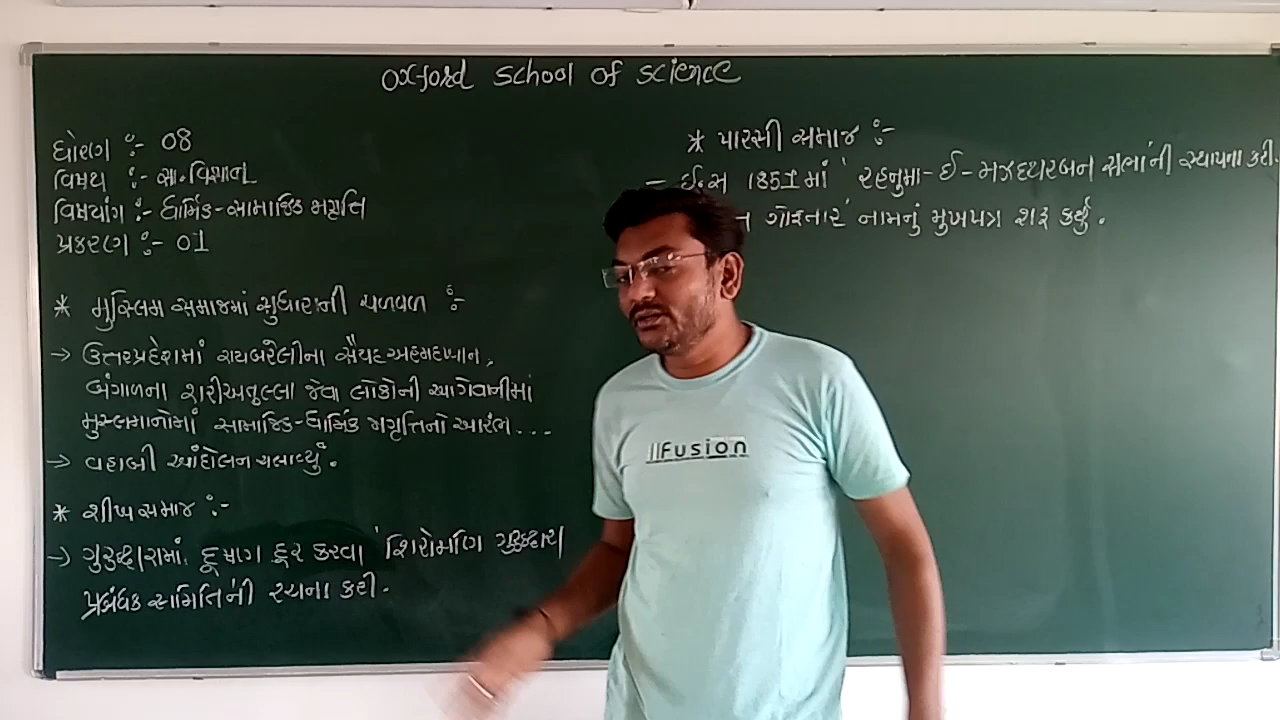 Oxford School of Science
ધોરણ :- 08
વિષય :- સા. વિજ્ઞાન
વિષયાંગ :- ધાર્મિક-સામાજિક જાગૃત્તિ
પ્રકરણ :- 01
* મુસ્લિમ સમાજમાં સુધારાની ચળવળ :-
→ ઉત્તરપ્રદેશમાં રાયબરેલીના સૈયદ અહમદખાન,
બંગાળના શરીઅતુલ્લા જેવા લોકોની આગેવાનીમાં
મુસ્લમાનોમાં સામાજિક-ધાર્મિક જાગૃત્તિનો આરંભ...
→ વહાબી આંદોલન ચલાવ્યું.
* શીખ સમાજ :-
→ ગુરુદ્વારામાં દૂષણ દૂર કરવા 'શિરોમણિ ગુરુદ્વારા
પ્રબંધક સમિતિ'ની રચના કરી.
* પારસી સમાજ :-
- ઈ.સ 1851માં 'રહનુમા-ઈ-મઝદયસ્બન સભા'ની સ્થાપના કરી.
ગોફતાર' નામનું મુખપત્ર શરૂ કર્યું.
Fusion